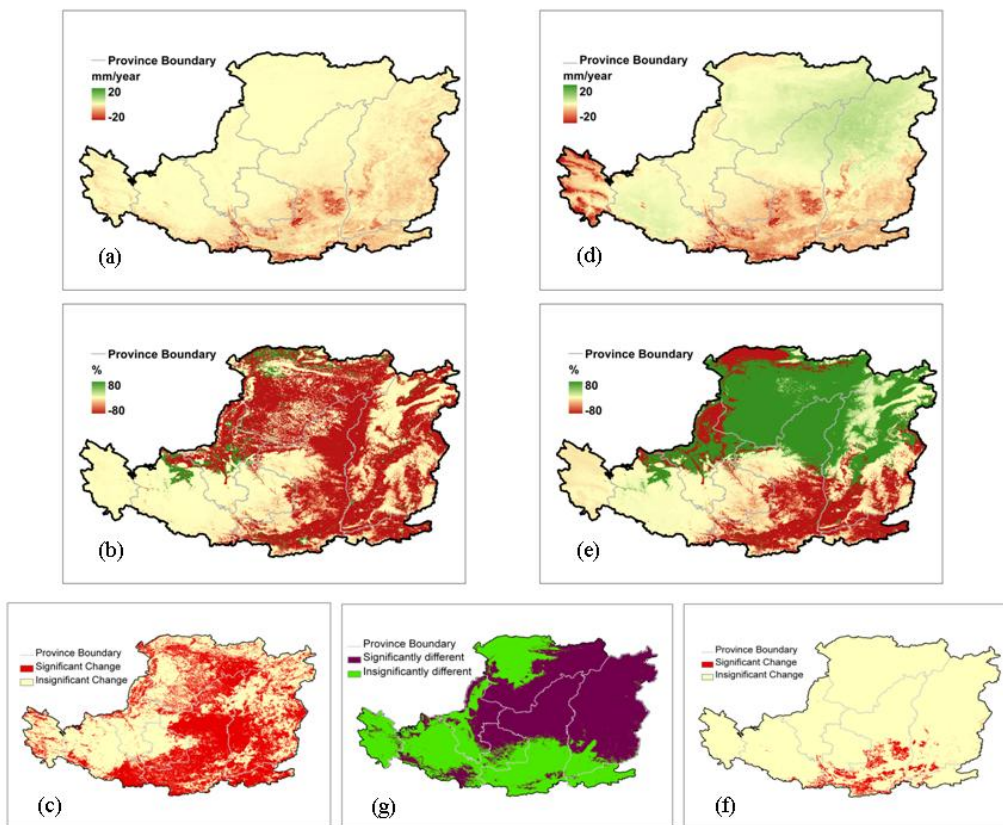 Province Boundary
mm/year
20
-20
(a)
Province Boundary
mm/year
20
-20
(d)
Province Boundary
%
80
-80
(b)
Province Boundary
%
80
-80
(e)
Province Boundary
Significant Change
Insignificant Change
(c)
Province Boundary
Significantly different
Insignificantly different
(g)
Province Boundary
Significant Change
Insignificant Change
(f)